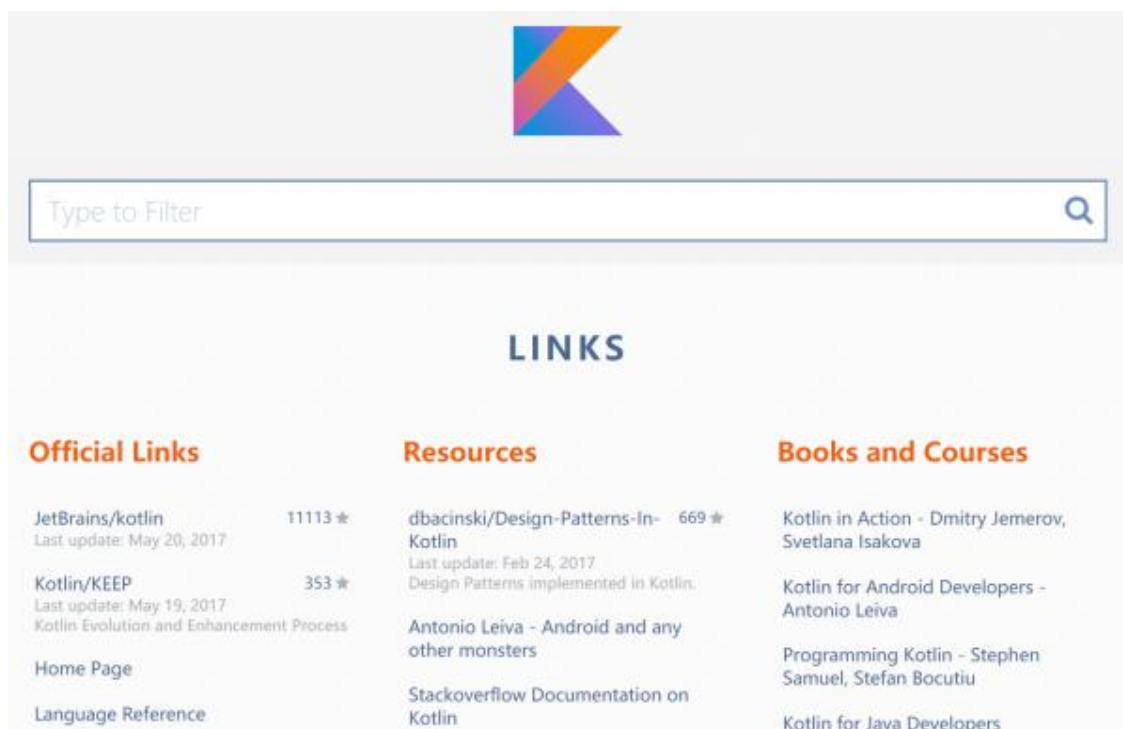 Type to Filter
LINKS
Official Links
JetBrains/kotlin 11113 ★
Last update: May 20, 2017
Kotlin/KEEP 353 ★
Last update: May 19, 2017
Kotlin Evolution and Enhancement Process
Home Page
Language Reference
Resources
dbacinski/Design-Patterns-In- 669 ★
Kotlin
Last update: Feb 24, 2017
Design Patterns implemented in Kotlin.
Antonio Leiva - Android and any
other monsters
Stackoverflow Documentation on
Kotlin
Books and Courses
Kotlin in Action - Dmitry Jemerov,
Svetlana Isakova
Kotlin for Android Developers -
Antonio Leiva
Programming Kotlin - Stephen
Samuel, Stefan Bocutiu
Kotlin for Java Developers